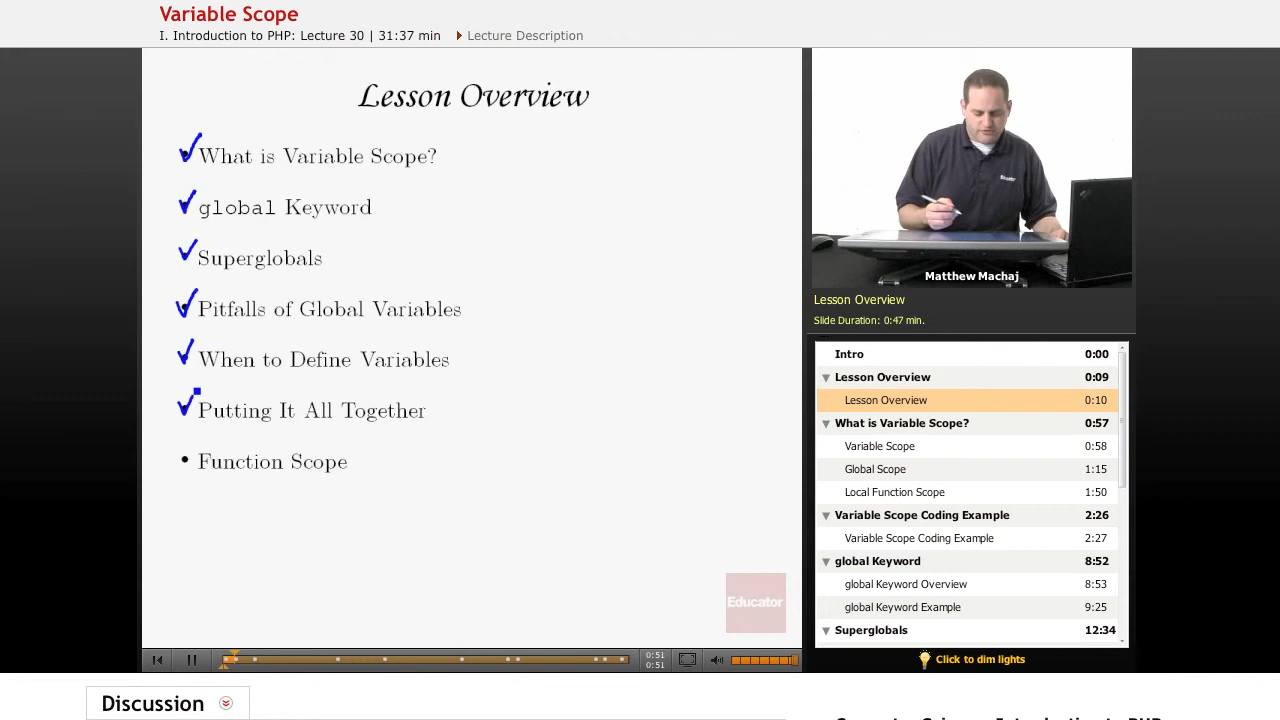 Variable Scope
I. Introduction to PHP: Lecture 30 | 31:37 min Lecture Description
Lesson Overview
What is Variable Scope?
global Keyword
Superglobals
Pitfalls of Global Variables
When to Define Variables
Putting It All Together
Function Scope
Educator
0:51
0:51
Matthew Machaj
Lesson Overview
Slide Duration: 0:47 min.
Intro 0:00
Lesson Overview 0:09
Lesson Overview 0:10
What is Variable Scope? 0:57
Variable Scope 0:58
Global Scope 1:15
Local Function Scope 1:50
Variable Scope Coding Example 2:26
Variable Scope Coding Example 2:27
global Keyword 8:52
global Keyword Overview 8:53
global Keyword Example 9:25
Superglobals 12:34
Click to dim lights
Discussion